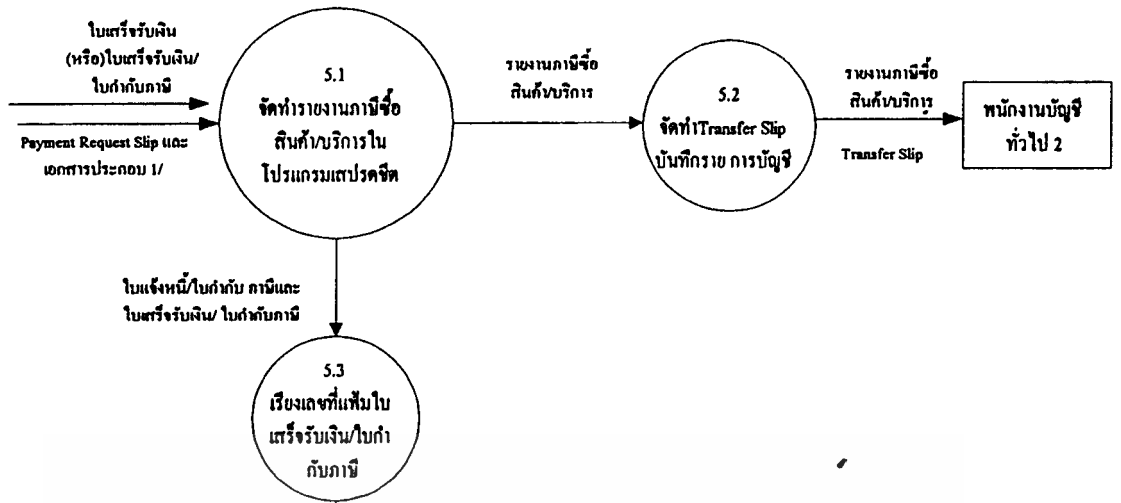 ใบเสร็จรับเงิน
(หรือ)ใบเสร็จรับเงิน/
ใบกำกับภาษี
Payment Request Slip และ
เอกสารประกอบ 1/
5.1
จัดทำรายงานภาษีซื้อ
สินค้า/บริการใน
โปรแกรมเสปรดชีต
รายงานภาษีซื้อ
สินค้า/บริการ
5.2
จัดทำTransfer Slip
บันทึกราย การบัญชี
รายงานภาษีซื้อ
สินค้า/บริการ
Transfer Slip
พนักงานบัญชี
ทั่วไป 2
ใบแจ้งหนี้/ใบกำกับ ภาษีและ
ใบเสร็จรับเงิน/ ใบกำกับภาษี
5.3
เรียงเลขที่แฟ้มใบ
เสร็จรับเงิน/ใบกำ
กับภาษี